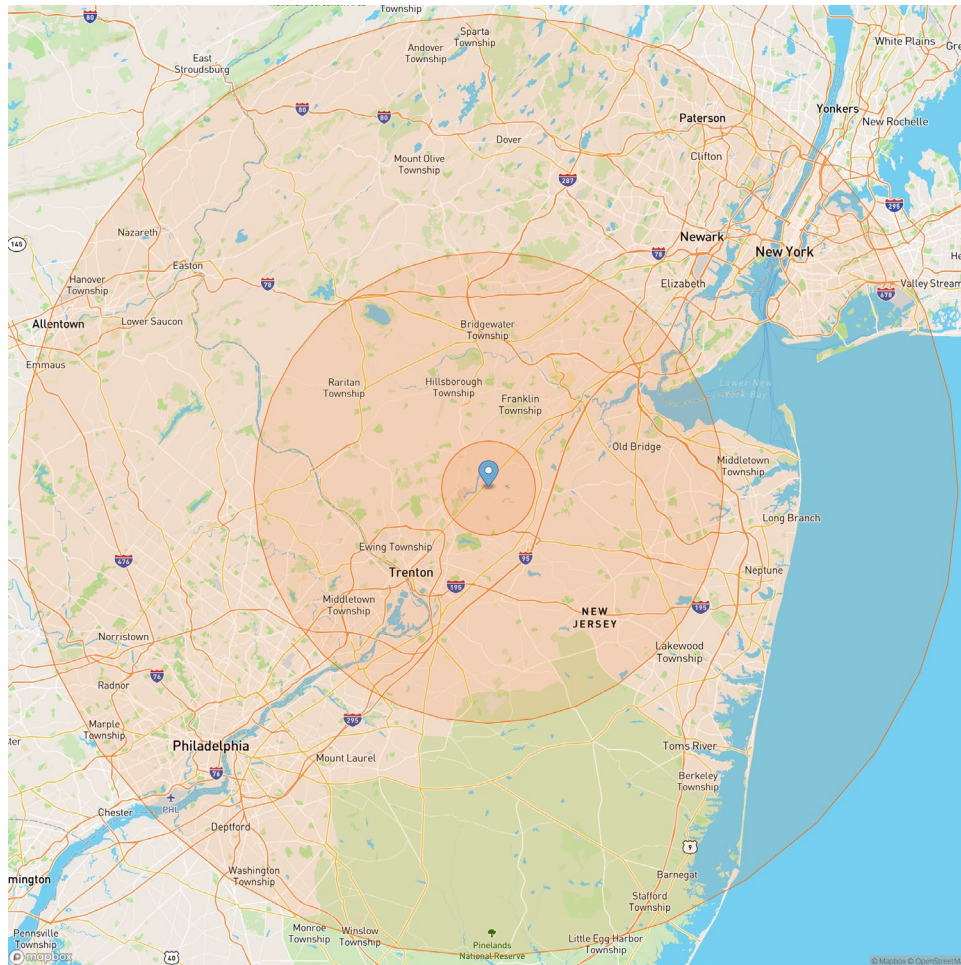 80
Township
East
Stroudsburg
Andover
Township
Sparta
Township
White Plains
Paterson
Yonkers
New Rochelle
80
80
Dover
Clifton
Mount Olive
Township
287
295
145
Nazareth
Newark
New York
78
Easton
Hanover
Township
78
Elizabeth
678
Valley Stream
Allentown
Lower Saucon
Bridgewater
Township
Emmaus
Raritan
Township
Hillsborough
Township
Franklin
Township
Lower New
York Bay
Old Bridge
Middletown
Township
Long Branch
Ewing Township
95
476
Trenton
195
Neptune
Middletown
Township
NEW
JERSEY
195
Norristown
Lakewood
Township
76
Radnor
295
Marple
Township
Philadelphia
Mount Laurel
Toms River
76
Berkeley
Township
PHL
Chester
Deptford
9
Washington
Township
Barnegat
mington
Stafford
Township
Pennsville
Township
Monroe
Township
Winslow
Township
Pinelands
National Reserve
Little Egg Harbor
Township
40
mapbox
© Mapbox © OpenStreetM